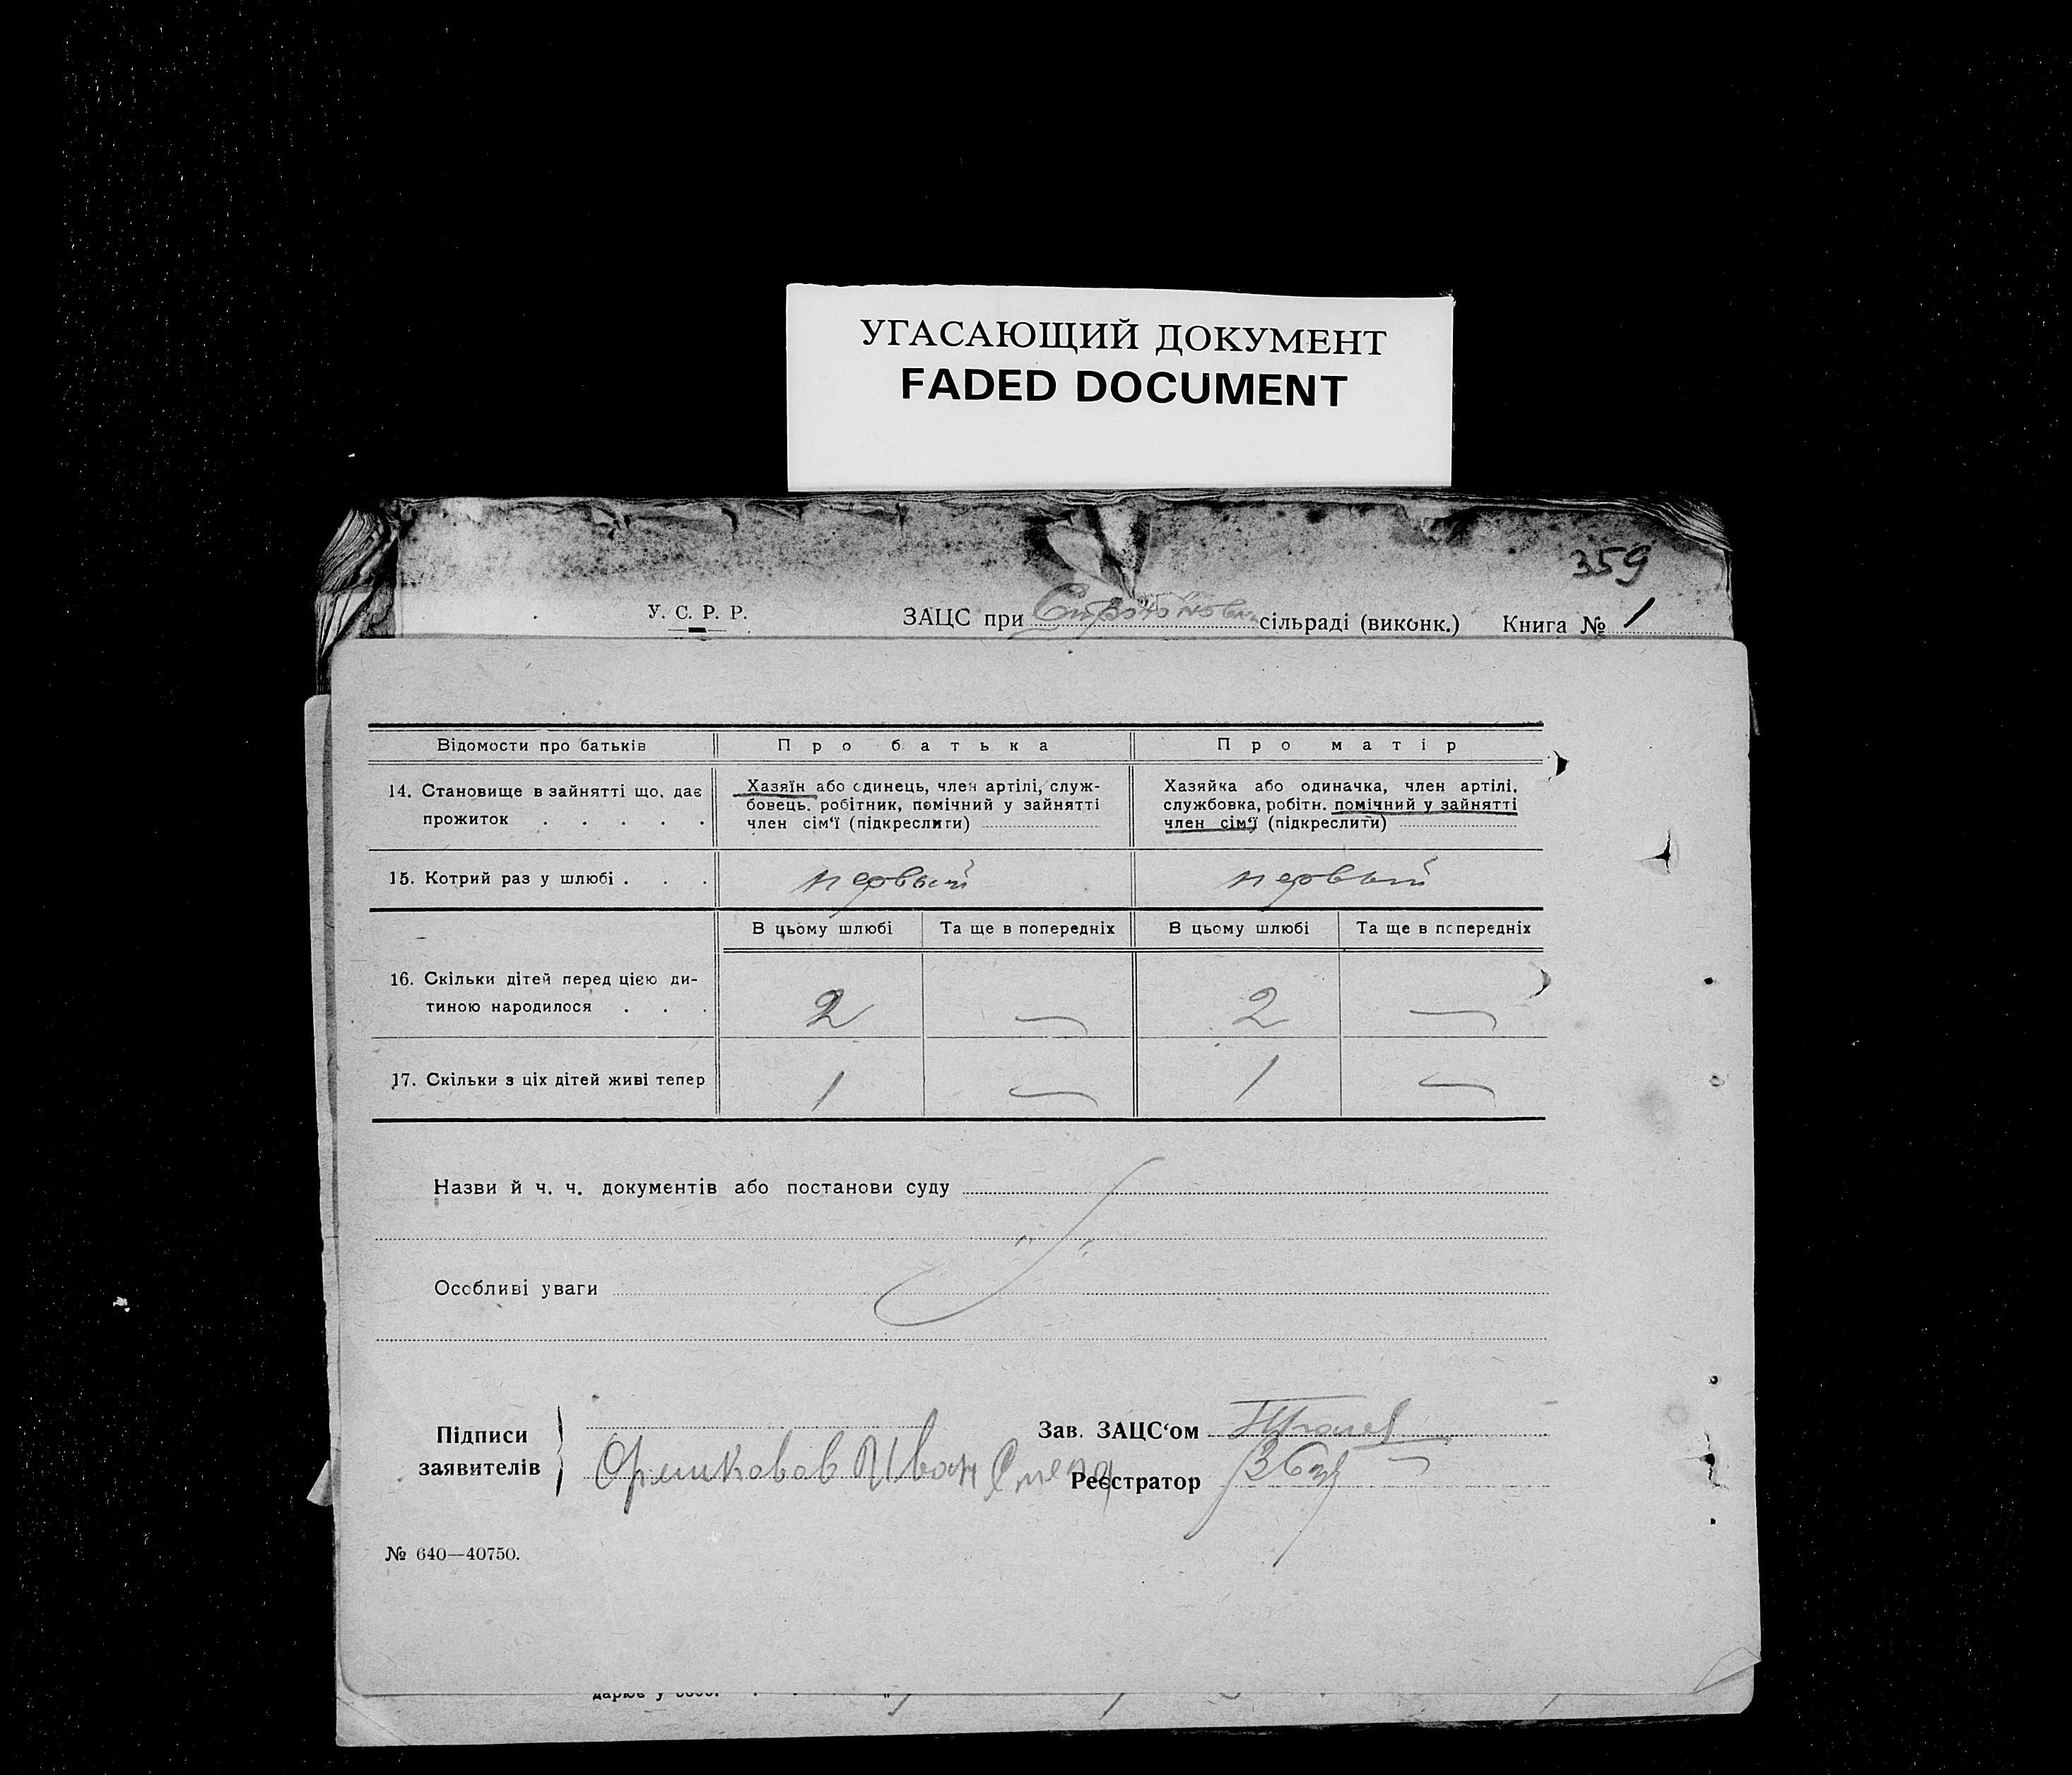 УГАСАЮЩИЙ ДОКУМЕНТ
FADED DOCUMENT
359
У. С. Р. Р. ЗАЦС при сільраді (виконк.) Книга № 1
Відомости про батьків Про батька Про матір
14. Становище в зайнятті що, дає прожиток . . . . .
Хазяїн або єдинець, член артілі, служ-
бовець, робітник, помічний у зайнятті
член сім'ї (підкреслити)
Хазяйка або одиначка, член артілі,
службовка, робітн. помічний у зайнятті
член сім'ї (підкреслити)
15. Котрий раз у шлюбі . . . первый первый
В цьому шлюбі Та ще в попередніх В цьому шлюбі Та ще в попередніх
16. Скільки дітей перед цією ди-
тиною народилося . . . 2 — 2 —
17. Скільки з ціх дітей живі тепер 1 — 1 —
Назви й ч. ч. документів або постанови суду
Особливі уваги
Підписи
заявителів
Зав. ЗАЦС'ом
Иван
Реєстратор
№ 640—40750.